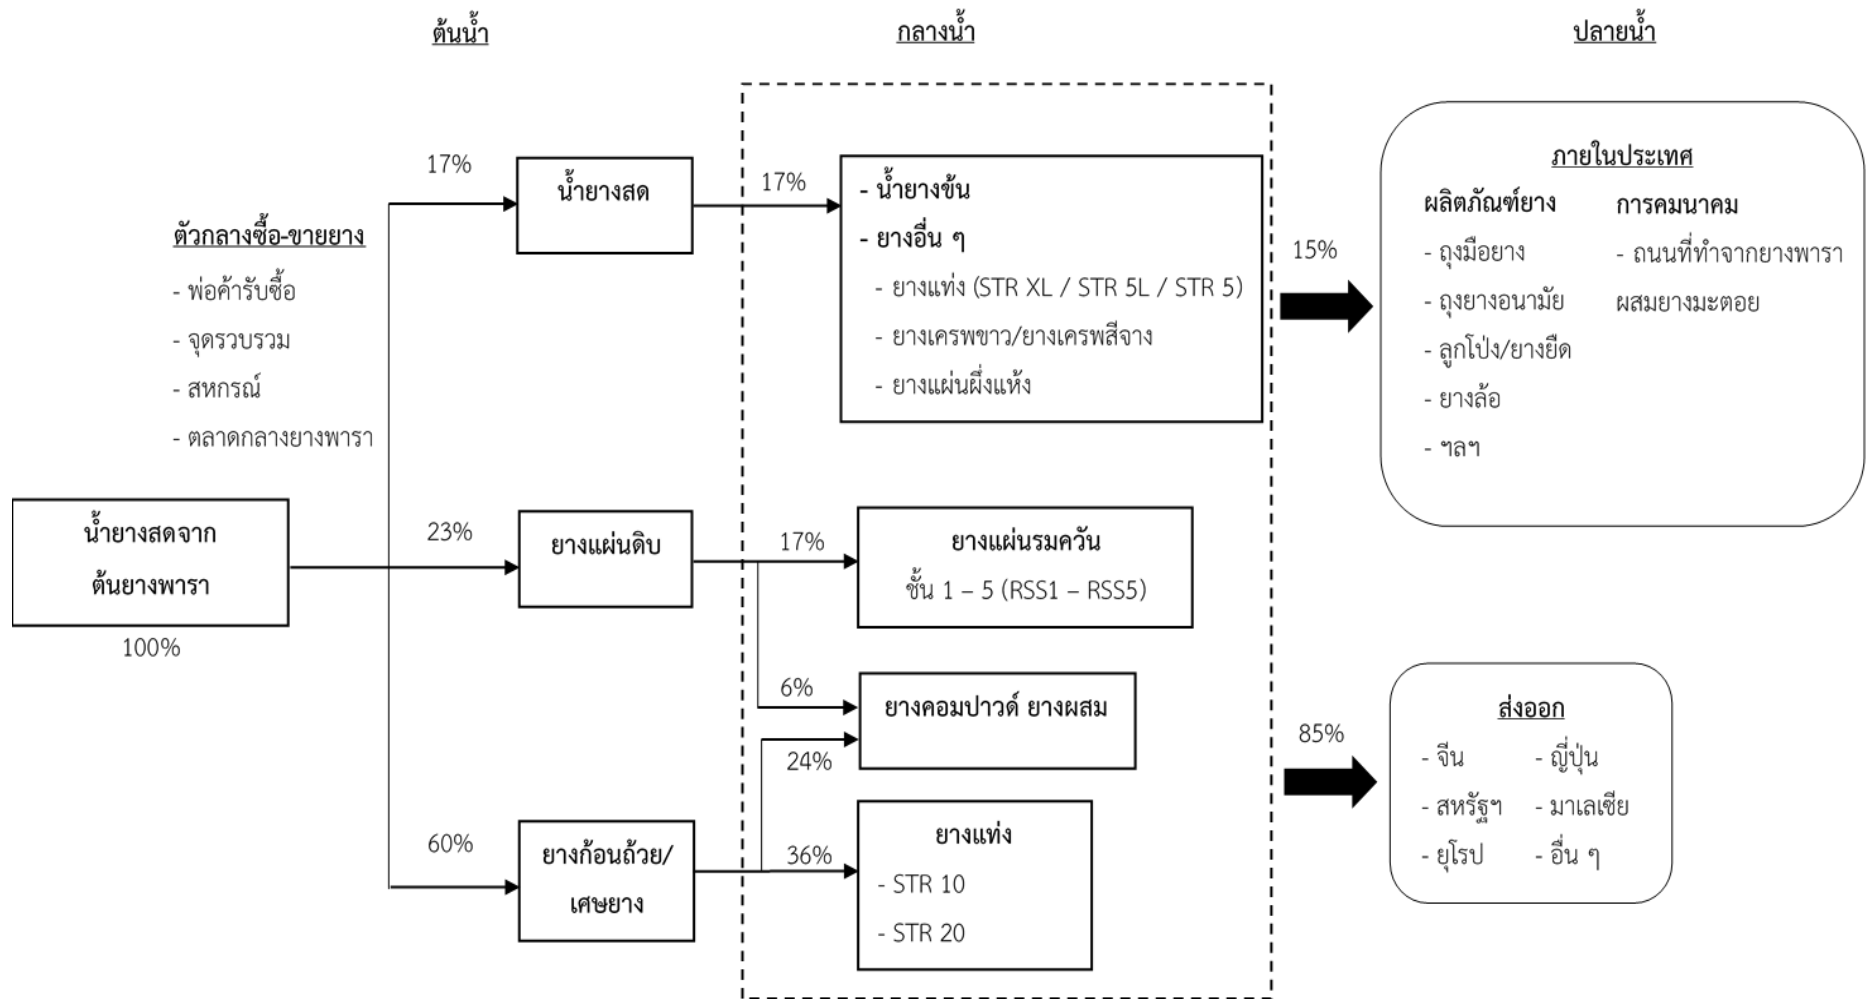 ต้นน้ำ
กลางน้ำ
ปลายน้ำ
ตัวกลางซื้อ-ขายยาง
- พ่อค้ารับซื้อ
- จุดรวบรวม
- สหกรณ์
- ตลาดกลางยางพารา
น้ำยางสดจาก
ต้นยางพารา
100%
17%
น้ำยางสด
17%
- น้ำยางข้น
- ยางอื่น ๆ
- ยางแท่ง (STR XL / STR 5L / STR 5)
- ยางเครพขาว/ยางเครพสีจาง
- ยางแผ่นผึ่งแห้ง
23%
ยางแผ่นดิบ
17%
ยางแผ่นรมควัน
ชั้น 1 – 5 (RSS1 – RSS5)
6%
ยางคอมปาวด์ ยางผสม
24%
60%
ยางก้อนถ้วย/
เศษยาง
36%
ยางแท่ง
- STR 10
- STR 20
15%
ภายในประเทศ
ผลิตภัณฑ์ยาง
- ถุงมือยาง
- ถุงยางอนามัย
- ลูกโป่ง/ยางยืด
- ยางล้อ
- ฯลฯ
การคมนาคม
- ถนนที่ทำจากยางพารา
ผสมยางมะตอย
85%
ส่งออก
- จีน - ญี่ปุ่น
- สหรัฐฯ - มาเลเซีย
- ยุโรป - อื่น ๆ